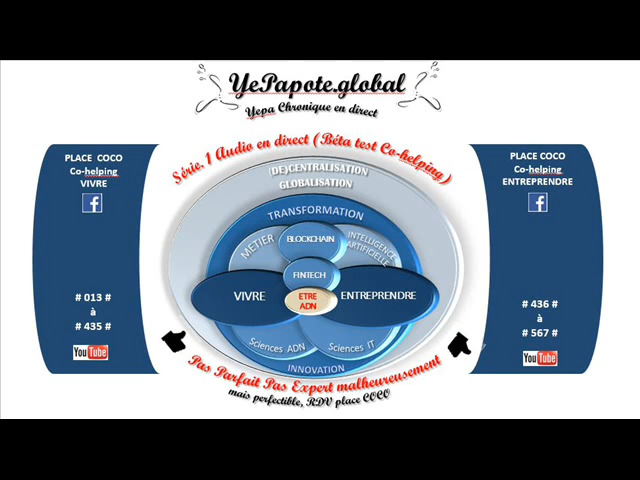 YePapote.global
Yepa Chronique en direct
Série, 1 Audio en direct (Béta test Co-helping)
PLACE COCO
Co-helping
VIVRE
# 013 #
à
# 435 #
YouTube
(DE)CENTRALISATION
GLOBALISATION
TRANSFORMATION
METIER
BLOCKCHAIN
INTELLIGENCE
ARTIFICIELLE
FINTECH
VIVRE
ETRE
ADN
ENTREPRENDRE
Sciences ADN
Sciences IT
INNOVATION
PLACE COCO
Co-helping
ENTREPRENDRE
# 436 #
à
# 567 #
YouTube
Pas Parfait Pas Expert malheureusement
mais perfectible, RDV place COCO